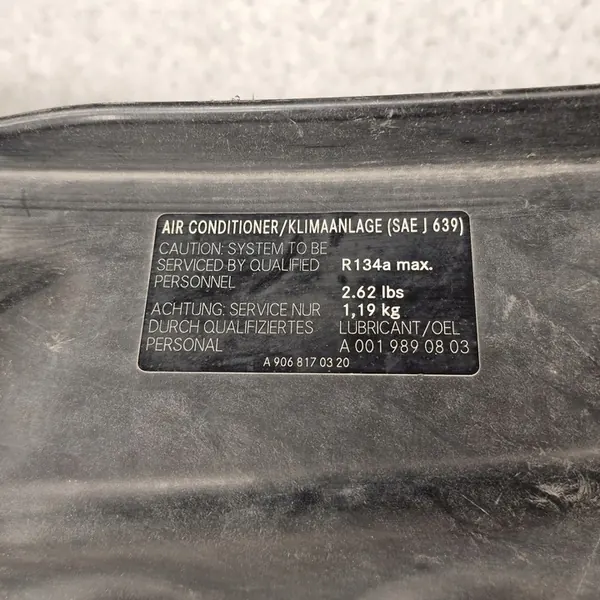 AIR CONDITIONER/KLIMAANLAGE (SAE J 639)
CAUTION: SYSTEM TO BE
SERVICED BY QUALIFIED
PERSONNEL
ACHTUNG: SERVICE NUR
DURCH QUALIFIZIERTES
PERSONAL
R134a max.
2.62 lbs
1,19 kg
LUBRICANT/OEL
A 001 989 08 03
A 906 817 03 20